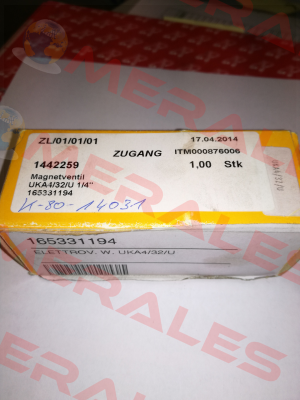 ZL/01/01/01
17.04.2014
ZUGANG
ITM000876006
1442259
1,00 Stk
Magnetventil
UKA4/32/U 1/4"
165331194
K-80-14031
165331194
ELETTROV. W. UKA4/32/U